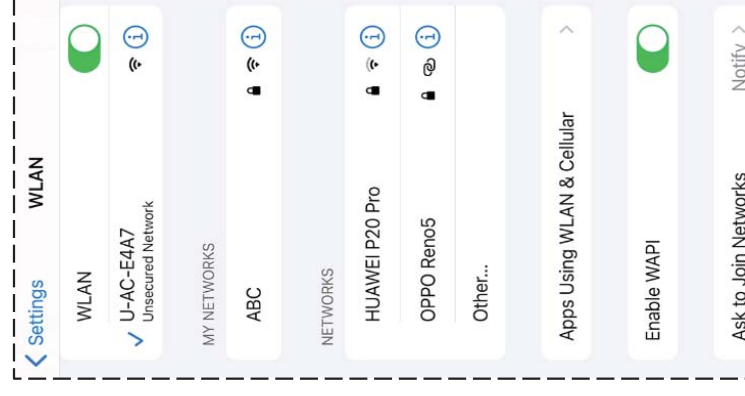 Settings
WLAN
WLAN
U-AC-E4A7
Unsecured Network
MY NETWORKS
ABC
NETWORKS
HUAWEI P20 Pro
OPPO Reno5
Other...
Apps Using WLAN & Cellular
Enable WAPI
Ask to Join Networks
Notify